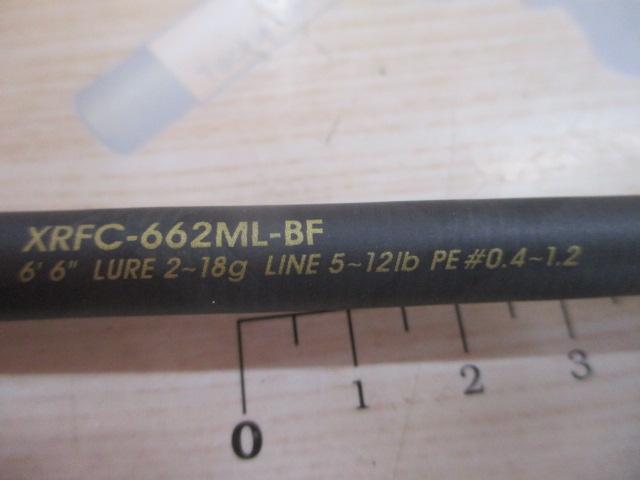 XRFC-662ML-BF
6' 6" LURE 2~18g LINE 5~12lb PE #0.4~1.2
0 1 2 3